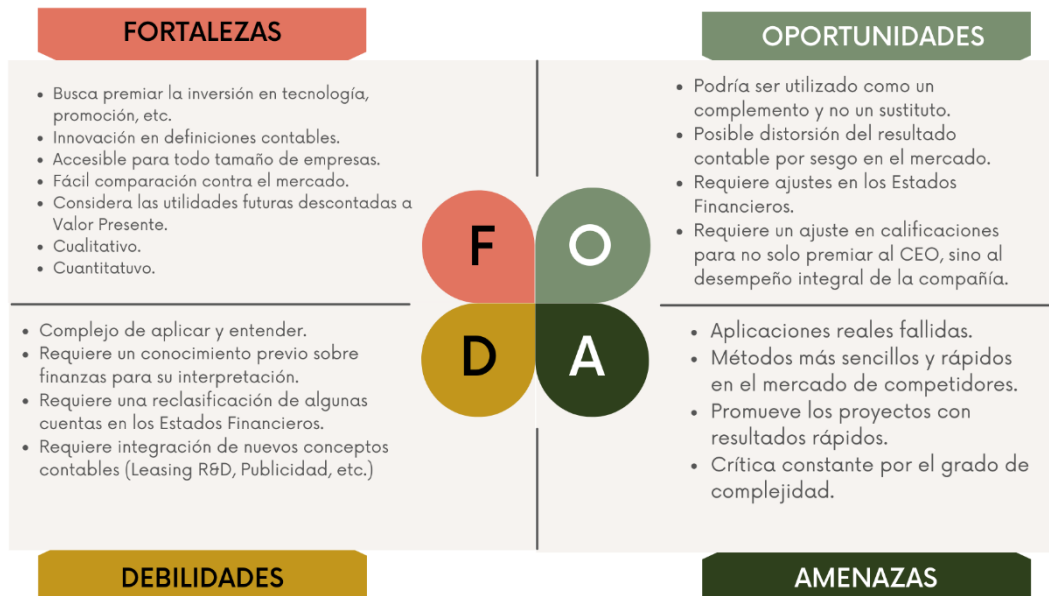 FORTALEZAS
• Busca premiar la inversión en tecnología,
promoción, etc.
• Innovación en definiciones contables.
• Accesible para todo tamaño de empresas.
• Fácil comparación contra el mercado.
• Considera las utilidades futuras descontadas a
Valor Presente.
• Cualitativo.
• Cuantitatuvo.
OPORTUNIDADES
• Podría ser utilizado como un
complemento y no un sustituto.
• Posible distorsión del resultado
contable por sesgo en el mercado.
• Requiere ajustes en los Estados
Financieros.
• Requiere un ajuste en calificaciones
para no solo premiar al CEO, sino al
desempeño integral de la compañía.
F
O
D
A
• Complejo de aplicar y entender.
• Requiere un conocimiento previo sobre
finanzas para su interpretación.
• Requiere una reclasificación de algunas
cuentas en los Estados Financieros.
• Requiere integración de nuevos conceptos
contables (Leasing R&D, Publicidad, etc.)
DEBILIDADES
• Aplicaciones reales fallidas.
• Métodos más sencillos y rápidos
en el mercado de competidores.
• Promueve los proyectos con
resultados rápidos.
• Crítica constante por el grado de
complejidad.
AMENAZAS